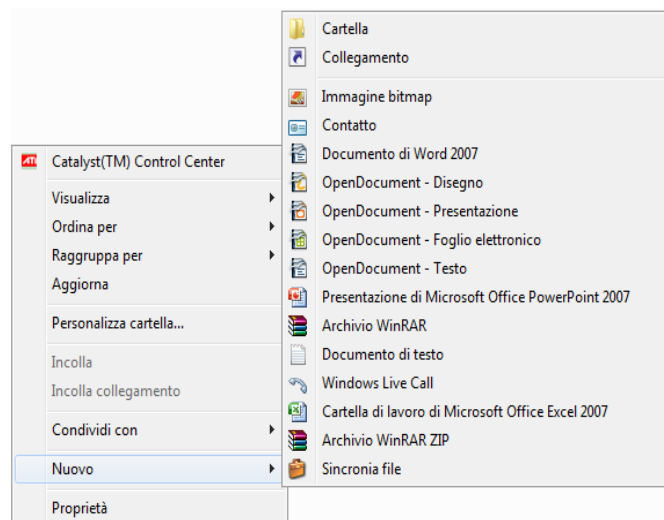 Catalyst(TM) Control Center
Visualizza
Ordina per
Raggruppa per
Aggiorna
Personalizza cartella...
Incolla
Incolla collegamento
Condividi con
Nuovo
Proprietà
Cartella
Collegamento
Immagine bitmap
Contatto
Documento di Word 2007
OpenDocument - Disegno
OpenDocument - Presentazione
OpenDocument - Foglio elettronico
OpenDocument - Testo
Presentazione di Microsoft Office PowerPoint 2007
Archivio WinRAR
Documento di testo
Windows Live Call
Cartella di lavoro di Microsoft Office Excel 2007
Archivio WinRAR ZIP
Sincronia file